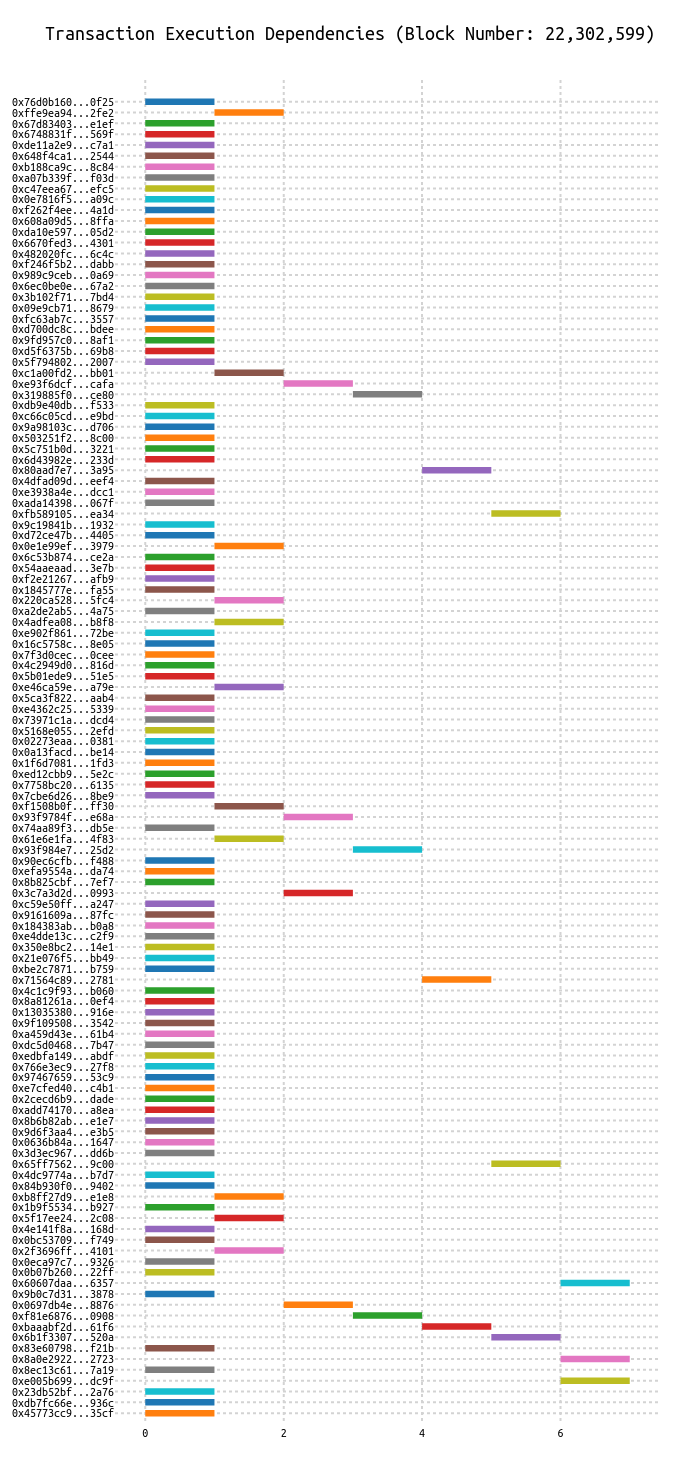 Transaction Execution Dependencies (Block Number: 22,302,599)
0x76d0b160...0f25
0xffe9ea94...2fe2
0x67d83403...e1ef
0x6748831f...569f
0xde11a2e9...c7a1
0x648f4ca1...2544
0xb188ca9c...8c84
0xa07b339f...f03d
0xc47eea67...efc5
0x0e7816f5...a09c
0xf262f4ee...4a1d
0x608a09d5...8ffa
0xda10e597...05d2
0x6670fed3...4301
0x482020fc...6c4c
0xf246f5b2...dabb
0x989c9ceb...0a69
0x6ec0be0e...67a2
0x3b102f71...7bd4
0x09e9cb71...8679
0xfc63ab7c...3557
0xd700dc8c...bdee
0x9fd957c0...8af1
0xd5f6375b...69b8
0x5f794802...2007
0xc1a00fd2...bb01
0xe93f6dcf...cafa
0x319885f0...ce80
0xdb9e40db...f533
0xc66c05cd...e9bd
0x9a98103c...d706
0x503251f2...8c00
0x5c751b0d...3221
0x6d43982e...233d
0x80aad7e7...3a95
0x4dfad09d...eef4
0xe3938a4e...dcc1
0xada14398...067f
0xfb589105...ea34
0x9c19841b...1932
0xd72ce47b...4405
0x0e1e99ef...3979
0x6c53b874...ce2a
0x54aaeaad...3e7b
0xf2e21267...afb9
0x1845777e...fa55
0x220ca528...5fc4
0xa2de2ab5...4a75
0x4adfea08...b8f8
0xe902f861...72be
0x16c5758c...8e05
0x7f3d0cec...0cee
0x4c2949d0...816d
0x5b01ede9...51e5
0xe46ca59e...a79e
0x5ca3f822...aab4
0xe4362c25...5339
0x73971c1a...dcd4
0x5168e055...2efd
0x02273eaa...0381
0x0a13facd...be14
0x1f6d7081...1fd3
0xed12cbb9...5e2c
0x7758bc20...6135
0x7cbe6d26...8be9
0xf1508b0f...ff30
0x93f9784f...e68a
0x74aa89f3...db5e
0x61e6e1fa...4f83
0x93f984e7...25d2
0x90ec6cfb...f488
0xefa9554a...da74
0x8b825cbf...7ef7
0x3c7a3d2d...0993
0xc59e50ff...a247
0x9161609a...87fc
0x184383ab...b0a8
0xe4dde13c...c2f9
0x350e8bc2...14e1
0x21e076f5...bb49
0xbe2c7871...b759
0x71564c89...2781
0x4c1c9f93...b060
0x8a81261a...0ef4
0x13035380...916e
0x9f109508...3542
0xa459d43e...61b4
0xdc5d0468...7b47
0xedbfa149...abdf
0x766e3ec9...27f8
0x97467659...53c9
0xe7cfed40...c4b1
0x2cecd6b9...dade
0xadd74170...a8ea
0x8b6b82ab...e1e7
0x9d6f3aa4...e3b5
0x0636b84a...1647
0x3d3ec967...dd6b
0x65ff7562...9c00
0x4dc9774a...b7d7
0x84b930f0...9402
0xb8ff27d9...e1e8
0x1b9f5534...b927
0x5f17ee24...2c08
0x4e141f8a...168d
0x0bc53709...f749
0x2f3696ff...4101
0x0eca97c7...9326
0x0b07b260...22ff
0x60607daa...6357
0x9b0c7d31...3878
0x0697db4e...8876
0xf81e6876...0908
0xbaaabf2d...61f6
0x6b1f3307...520a
0x83e60798...f21b
0x8a0e2922...2723
0x8ec13c61...7a19
0xe005b699...dc9f
0x23db52bf...2a76
0xdb7fc66e...936c
0x45773cc9...35cf
0 2 4 6